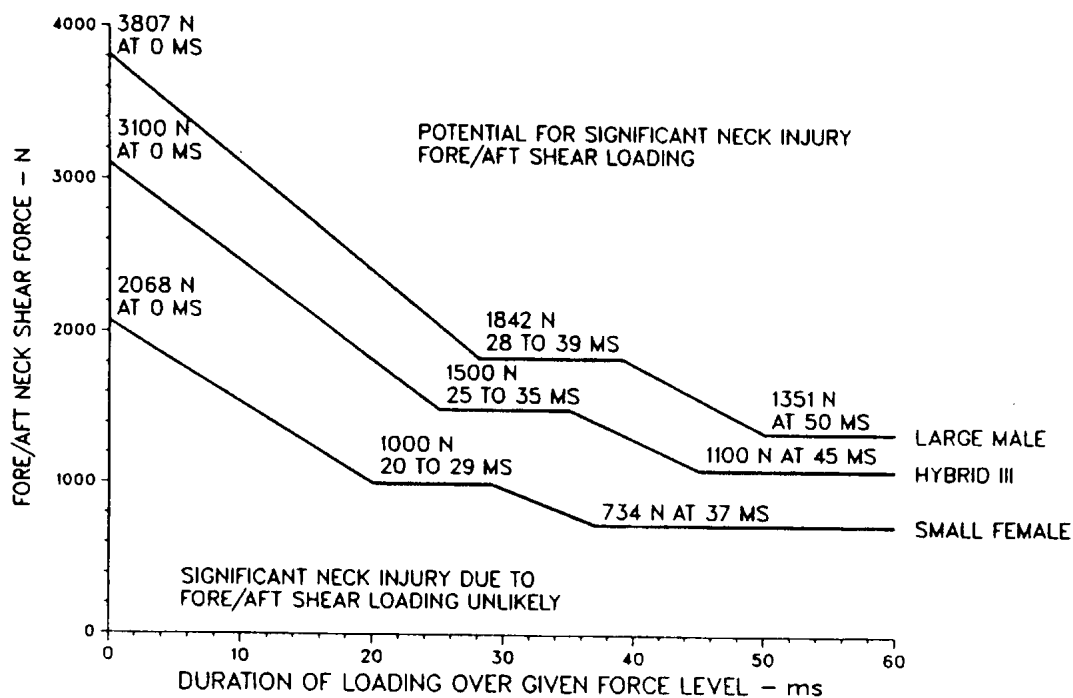 4000
3807 N
AT 0 MS
3100 N
AT 0 MS
POTENTIAL FOR SIGNIFICANT NECK INJURY
FORE/AFT SHEAR LOADING
3000
FORE/AFT NECK SHEAR FORCE – N
2068 N
AT 0 MS
2000
1842 N
28 TO 39 MS
1500 N
25 TO 35 MS
1351 N
AT 50 MS
LARGE MALE
1000 N
20 TO 29 MS
1100 N AT 45 MS
HYBRID III
1000
734 N AT 37 MS
SMALL FEMALE
SIGNIFICANT NECK INJURY DUE TO
FORE/AFT SHEAR LOADING UNLIKELY
0
0 10 20 30 40 50 60
DURATION OF LOADING OVER GIVEN FORCE LEVEL – ms